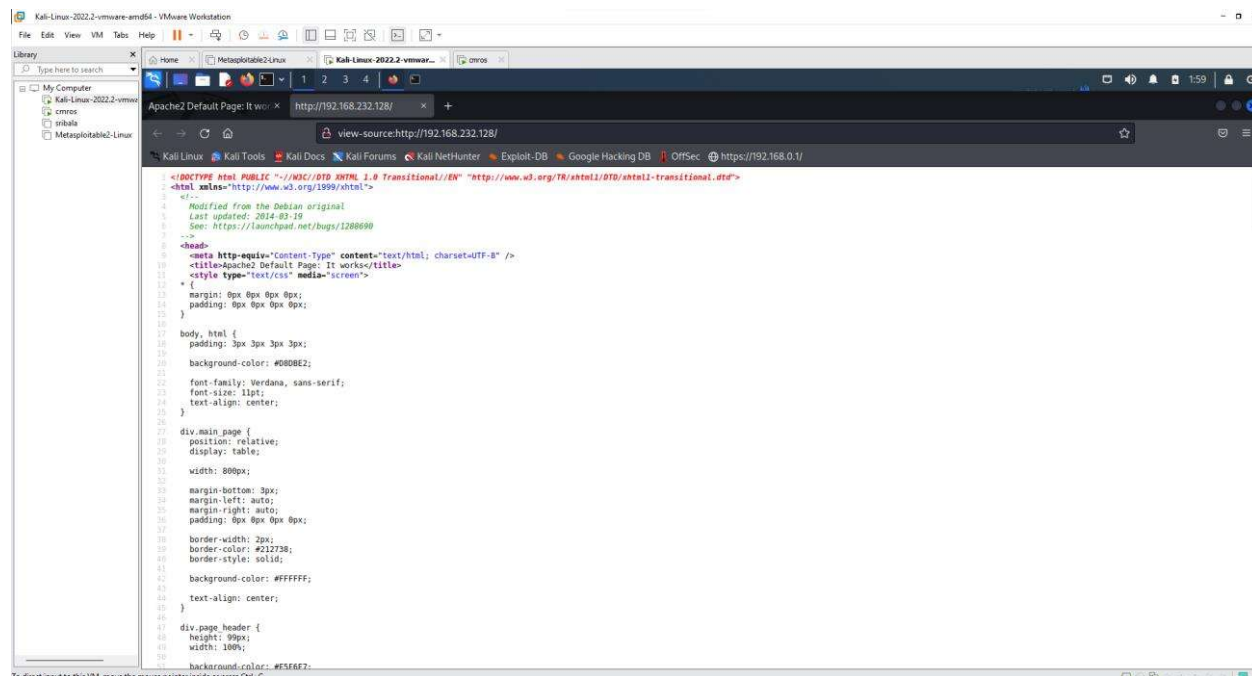 Kali-Linux-2022.2-vmware-amd64 - VMware Workstation
File Edit View VM Tabs Help
Library
Type here to search
My Computer
Kali-Linux-2022.2-vmwa
cmros
sribala
Metasploitable2-Linux
Home Metasploitable2-Linux Kali-Linux-2022.2-vmwar... cmros
1 2 3 4 1:59
Apache2 Default Page: It wor http://192.168.232.128/
view-source:http://192.168.232.128/
Kali Linux Kali Tools Kali Docs Kali Forums Kali NetHunter Exploit-DB Google Hacking DB OffSec https://192.168.0.1/
<!DOCTYPE html PUBLIC "-//W3C//DTD XHTML 1.0 Transitional//EN" "http://www.w3.org/TR/xhtml1/DTD/xhtml1-transitional.dtd">
<html xmlns="http://www.w3.org/1999/xhtml">
<!--
Modified from the Debian original
Last updated: 2014-03-19
See: https://launchpad.net/bugs/1288690
-->
<head>
<meta http-equiv="Content-Type" content="text/html; charset=UTF-8" />
<title>Apache2 Default Page: It works</title>
<style type="text/css" media="screen">
* {
margin: 0px 0px 0px 0px;
padding: 0px 0px 0px 0px;
}
body, html {
padding: 3px 3px 3px 3px;
background-color: #D8DBE2;
font-family: Verdana, sans-serif;
font-size: 11pt;
text-align: center;
}
div.main_page {
position: relative;
display: table;
width: 800px;
margin-bottom: 3px;
margin-left: auto;
margin-right: auto;
padding: 0px 0px 0px 0px;
border-width: 2px;
border-color: #212738;
border-style: solid;
background-color: #FFFFFF;
text-align: center;
}
div.page_header {
height: 99px;
width: 100%;
background-color: #F5F6F7;